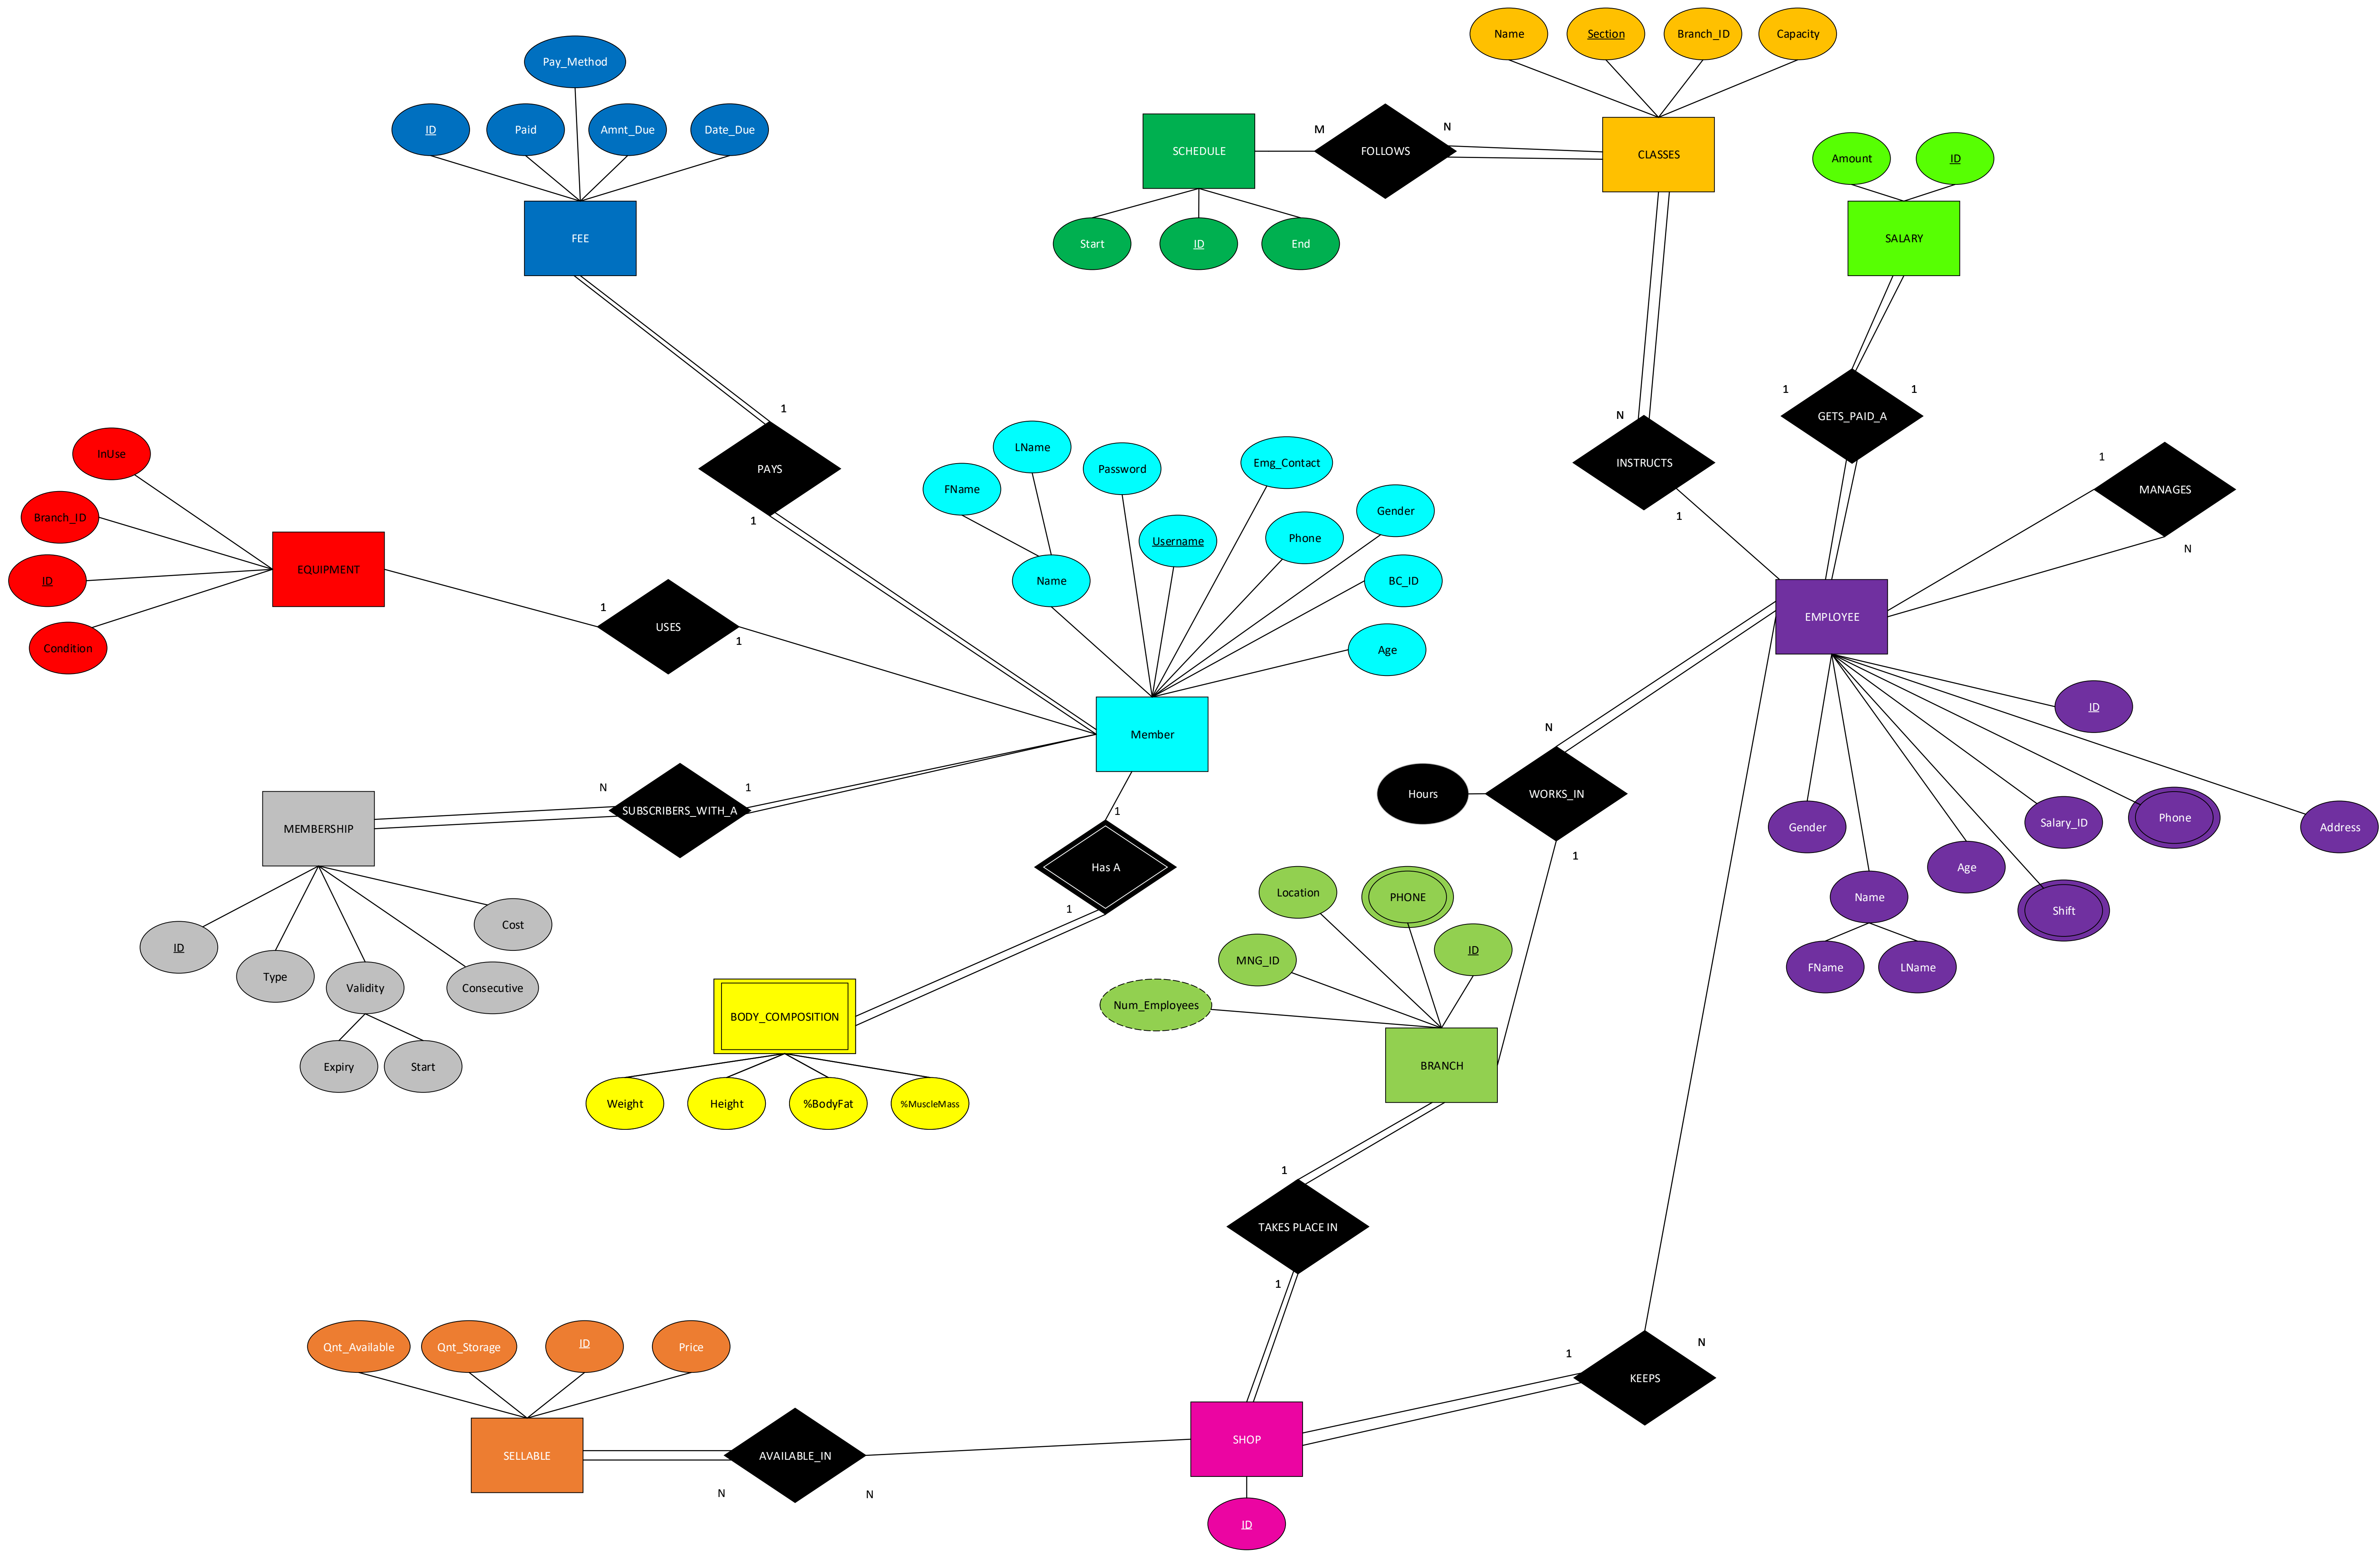 Name
Section
Branch_ID
Capacity
Pay_Method
ID
Paid
Amnt_Due
Date_Due
M
N
SCHEDULE
FOLLOWS
CLASSES
Amount
ID
FEE
Start
ID
End
SALARY
1
1
1
PAYS
1
N
INSTRUCTS
1
GETS_PAID_A
1
MANAGES
N
InUse
Branch_ID
ID
Condition
EQUIPMENT
1
USES
1
LName
FName
Password
Emg_Contact
Username
Phone
Gender
Name
BC_ID
Age
Member
EMPLOYEE
ID
Gender
Name
FName
LName
Age
Salary_ID
Shift
Phone
Address
N
Hours
WORKS_IN
1
MEMBERSHIP
N
SUBSCRIBERS_WITH_A
1
ID
Type
Validity
Consecutive
Cost
Expiry
Start
1
Has A
1
BODY_COMPOSITION
Weight
Height
%BodyFat
%MuscleMass
Location
PHONE
MNG_ID
ID
Num_Employees
BRANCH
1
TAKES PLACE IN
1
Qnt_Available
Qnt_Storage
ID
Price
SELLABLE
AVAILABLE_IN
N
N
SHOP
1
N
KEEPS
ID